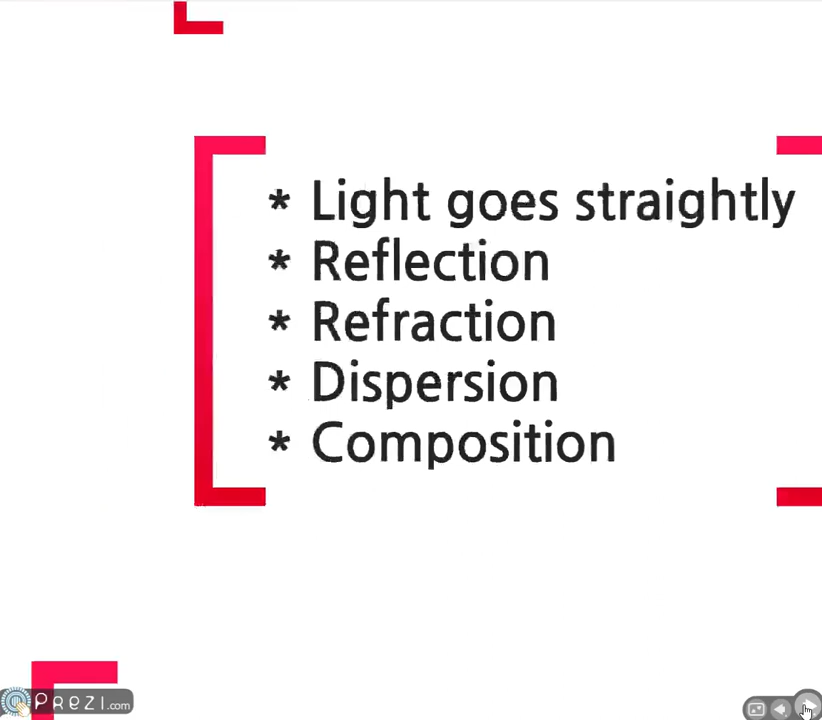 * Light goes straightly
* Reflection
* Refraction
* Dispersion
* Composition
Prezi.com